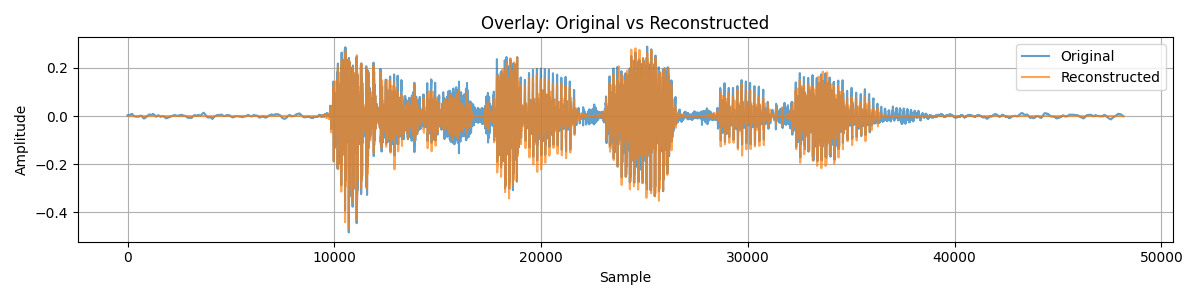 Overlay: Original vs Reconstructed
Original
Reconstructed
Amplitude
0.2
0.0
−0.2
−0.4
0 10000 20000 30000 40000 50000
Sample